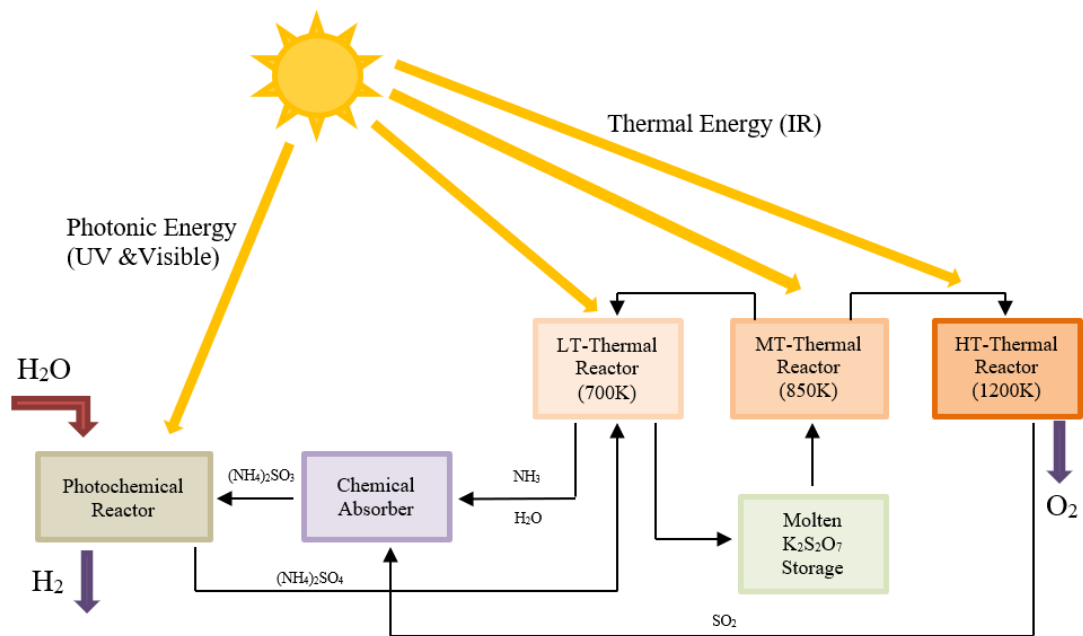 Thermal Energy (IR)
Photonic Energy
(UV &Visible)
LT-Thermal
Reactor
(700K)
MT-Thermal
Reactor
(850K)
HT-Thermal
Reactor
(1200K)
H₂O
Photochemical
Reactor
(NH₄)₂SO₃
Chemical
Absorber
NH₃
H₂O
Molten
K₂S₂O₇
Storage
O₂
H₂
(NH₄)₂SO₄
SO₂